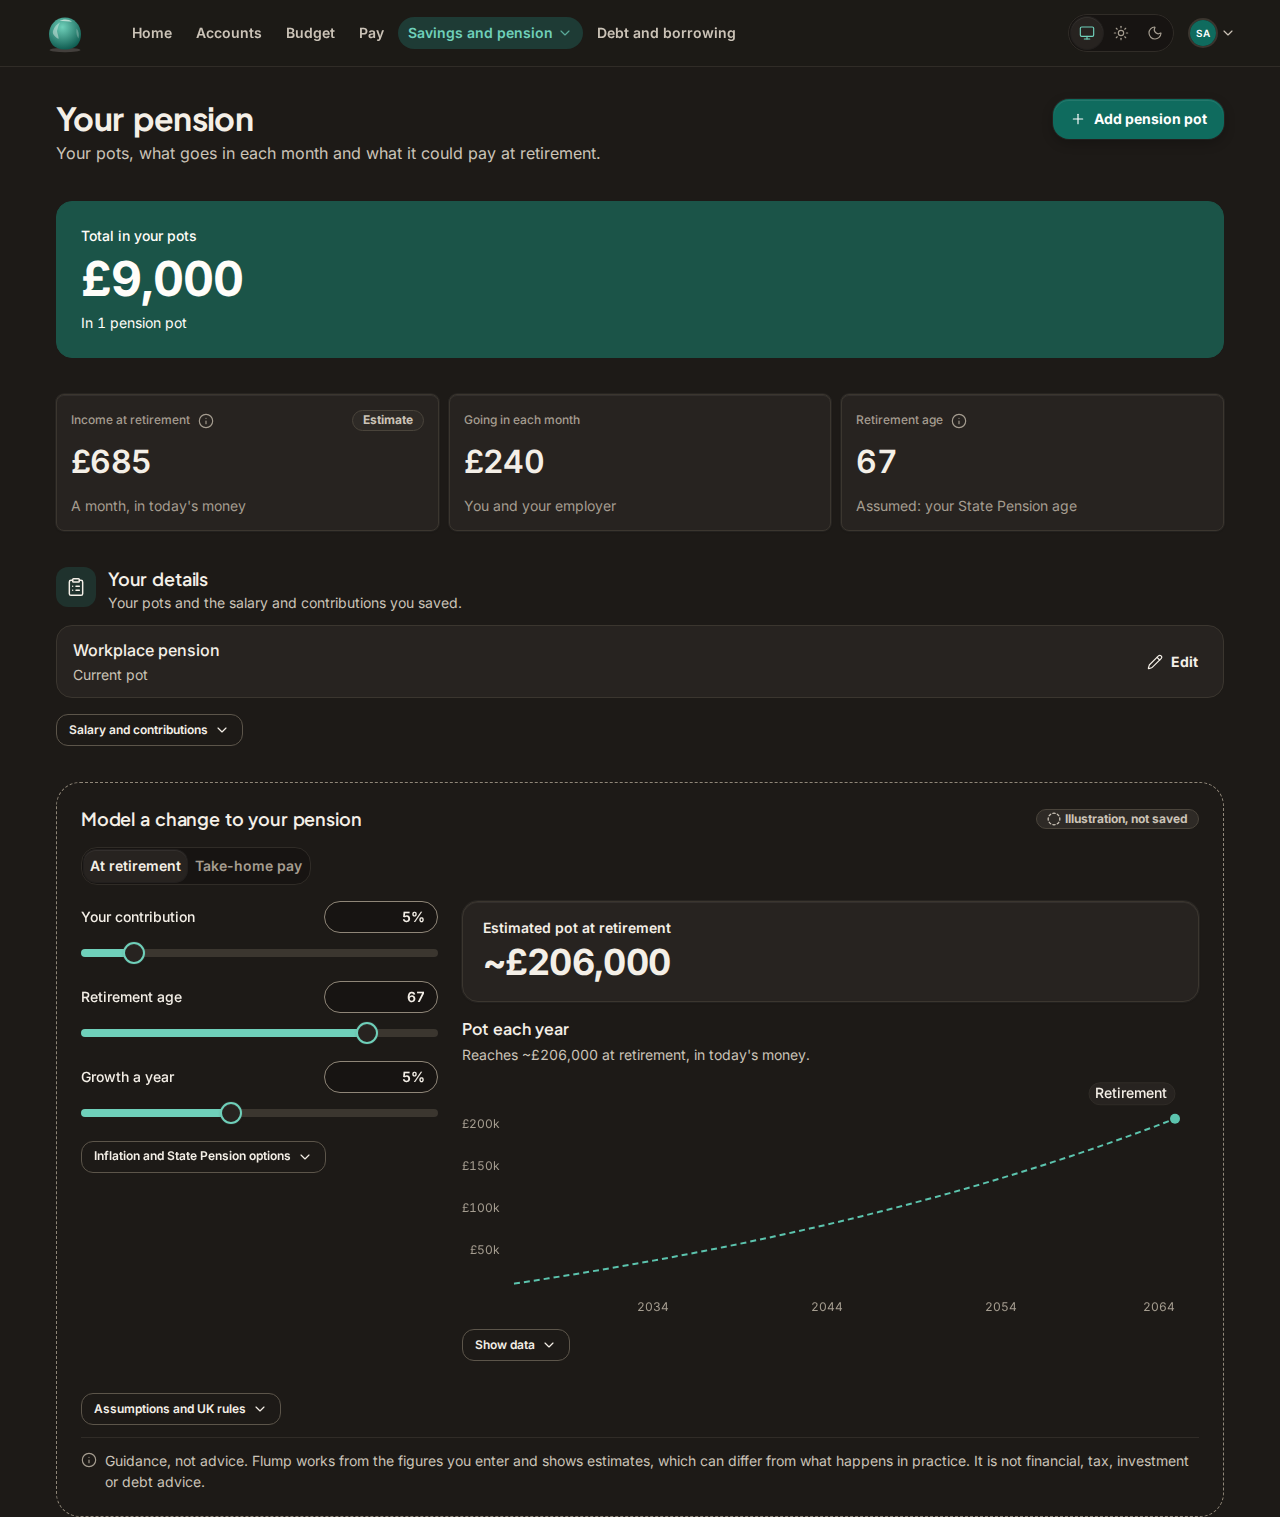 Home
Accounts
Budget
Pay
Savings and pension
Debt and borrowing
SA
Your pension
Your pots, what goes in each month and what it could pay at retirement.
Add pension pot
Total in your pots
£9,000
In 1 pension pot
Income at retirement
Estimate
£685
A month, in today's money
Going in each month
£240
You and your employer
Retirement age
67
Assumed: your State Pension age
Your details
Your pots and the salary and contributions you saved.
Workplace pension
Current pot
Edit
Salary and contributions
Model a change to your pension
Illustration, not saved
At retirement
Take-home pay
Your contribution
5%
Retirement age
67
Growth a year
5%
Inflation and State Pension options
Estimated pot at retirement
~£206,000
Pot each year
Reaches ~£206,000 at retirement, in today's money.
Retirement
£200k
£150k
£100k
£50k
2034
2044
2054
2064
Show data
Assumptions and UK rules
Guidance, not advice. Flump works from the figures you enter and shows estimates, which can differ from what happens in practice. It is not financial, tax, investment
or debt advice.